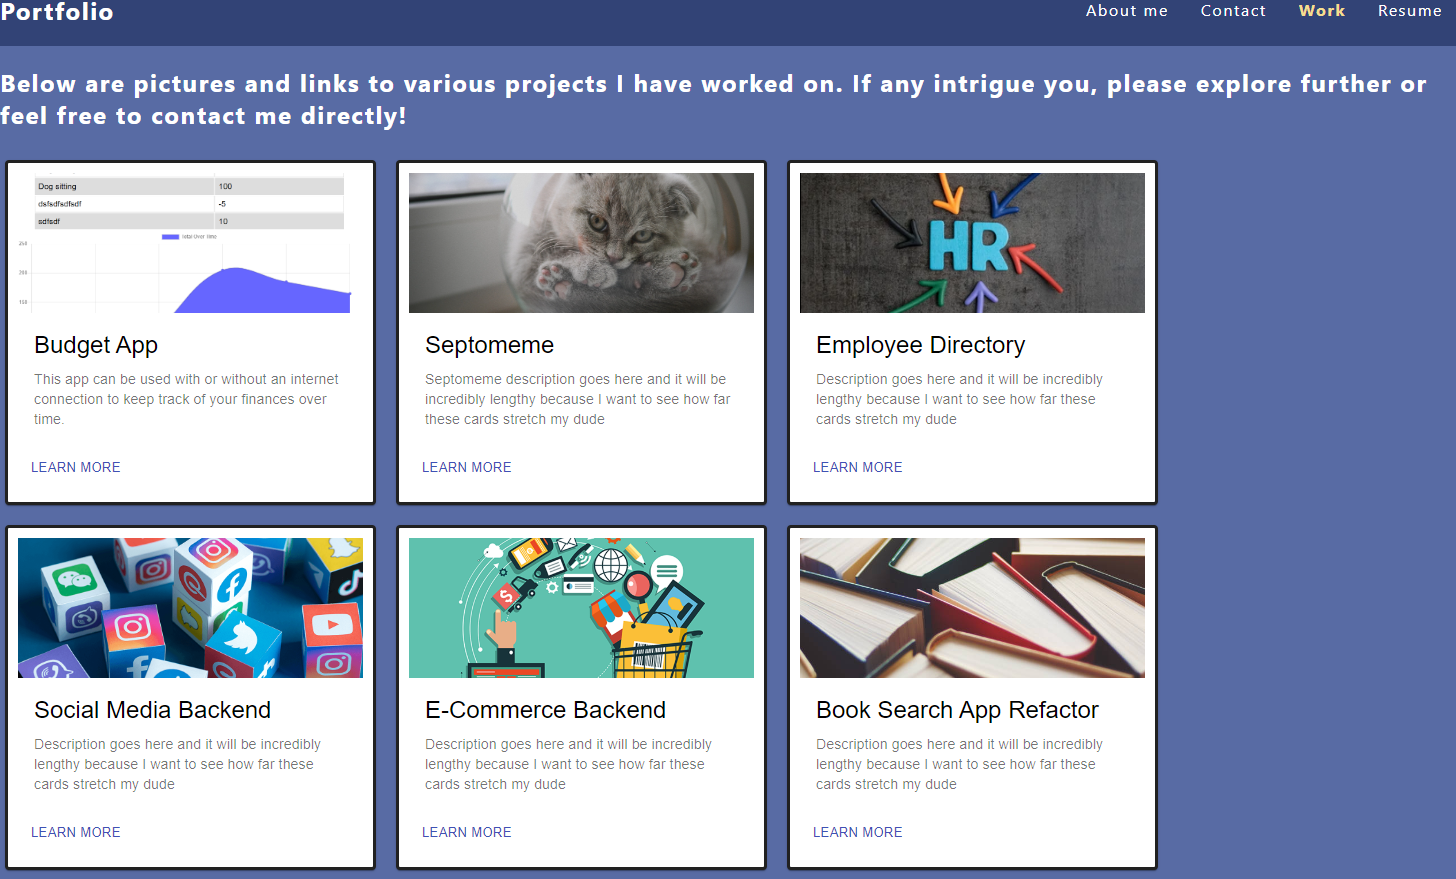 Portfolio
About me Contact Work Resume
Below are pictures and links to various projects I have worked on. If any intrigue you, please explore further or
feel free to contact me directly!
Dog sitting 100
dsfsdfsdfsdf -5
sdfsdf 10
Total Over Time
250
200
150
Budget App
This app can be used with or without an internet
connection to keep track of your finances over
time.
LEARN MORE
Septomeme
Septomeme description goes here and it will be
incredibly lengthy because I want to see how far
these cards stretch my dude
LEARN MORE
HR
Employee Directory
Description goes here and it will be incredibly
lengthy because I want to see how far these
cards stretch my dude
LEARN MORE
Social Media Backend
Description goes here and it will be incredibly
lengthy because I want to see how far these
cards stretch my dude
LEARN MORE
E-Commerce Backend
Description goes here and it will be incredibly
lengthy because I want to see how far these
cards stretch my dude
LEARN MORE
Book Search App Refactor
Description goes here and it will be incredibly
lengthy because I want to see how far these
cards stretch my dude
LEARN MORE